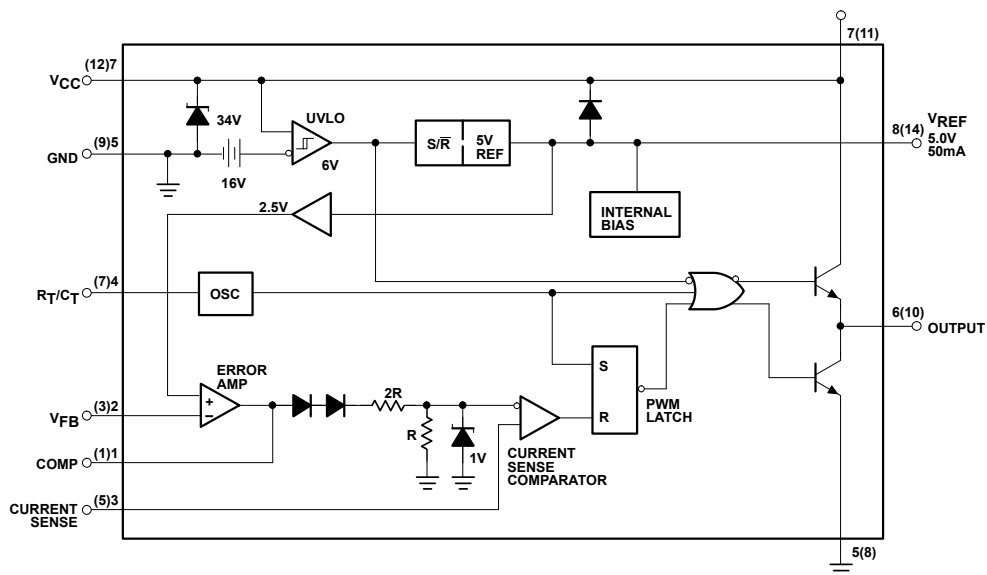 7(11)
(12)7
VCC
34V
UVLO
S/R̅
5V
REF
VREF
8(14)
5.0V
50mA
(9)5
GND
16V
6V
2.5V
INTERNAL
BIAS
(7)4
RT/CT
OSC
6(10)
OUTPUT
ERROR
AMP
S
2R
+
−
(3)2
VFB
PWM
LATCH
R
R
1V
CURRENT
SENSE
COMPARATOR
(1)1
COMP
(5)3
CURRENT
SENSE
5(8)